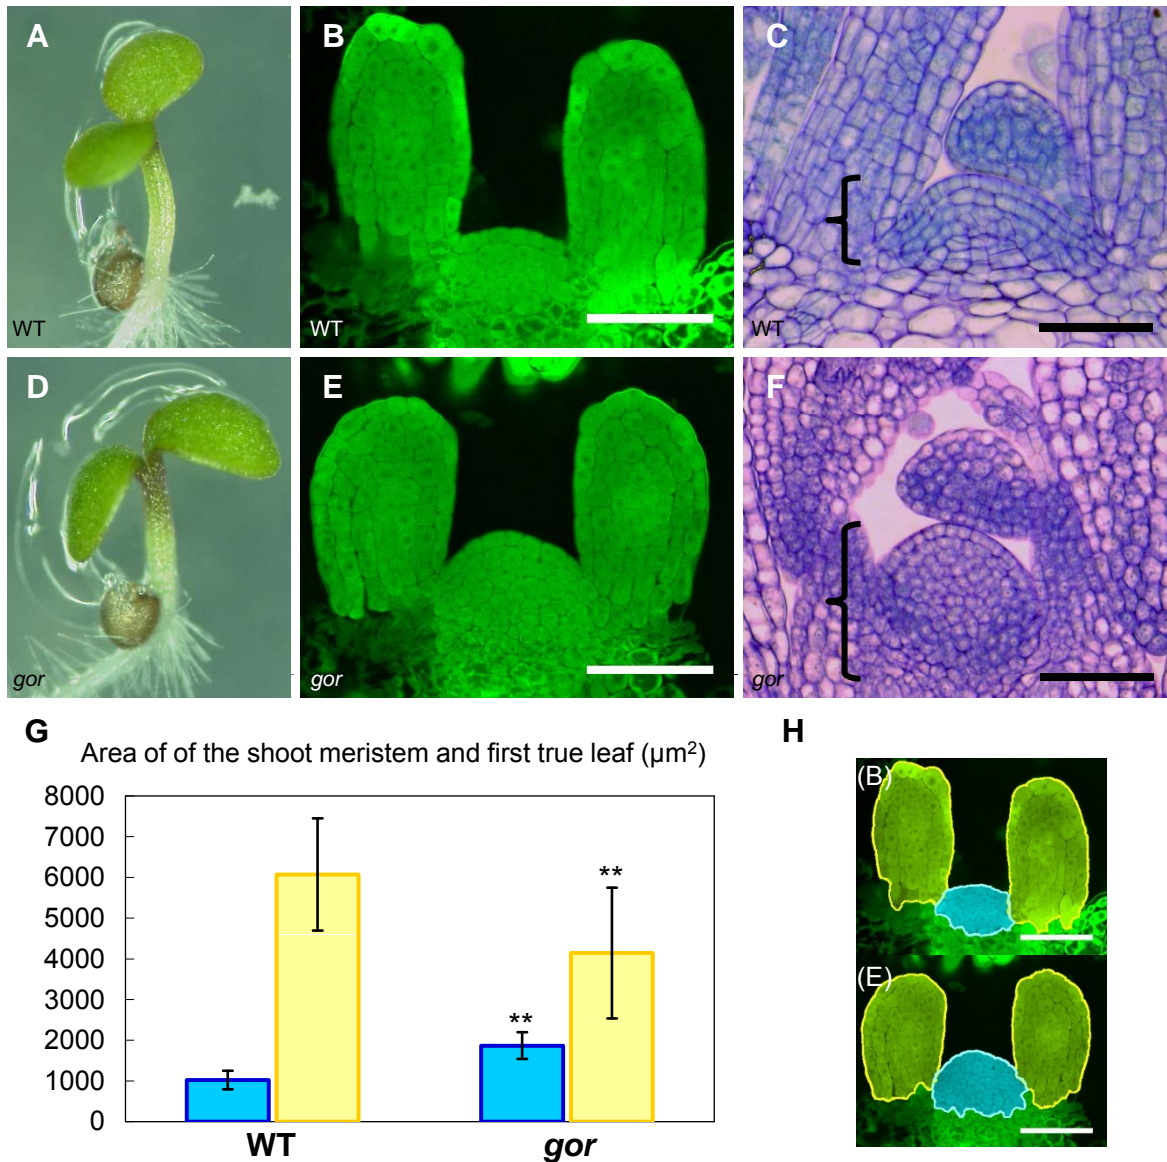 A
B
C
WT
WT
WT
D
E
F
gor
gor
gor
G
H
Area of of the shoot meristem and first true leaf (µm²)
8000
7000
6000
5000
4000
3000
2000
1000
0
**
**
WT
gor
(B)
(E)